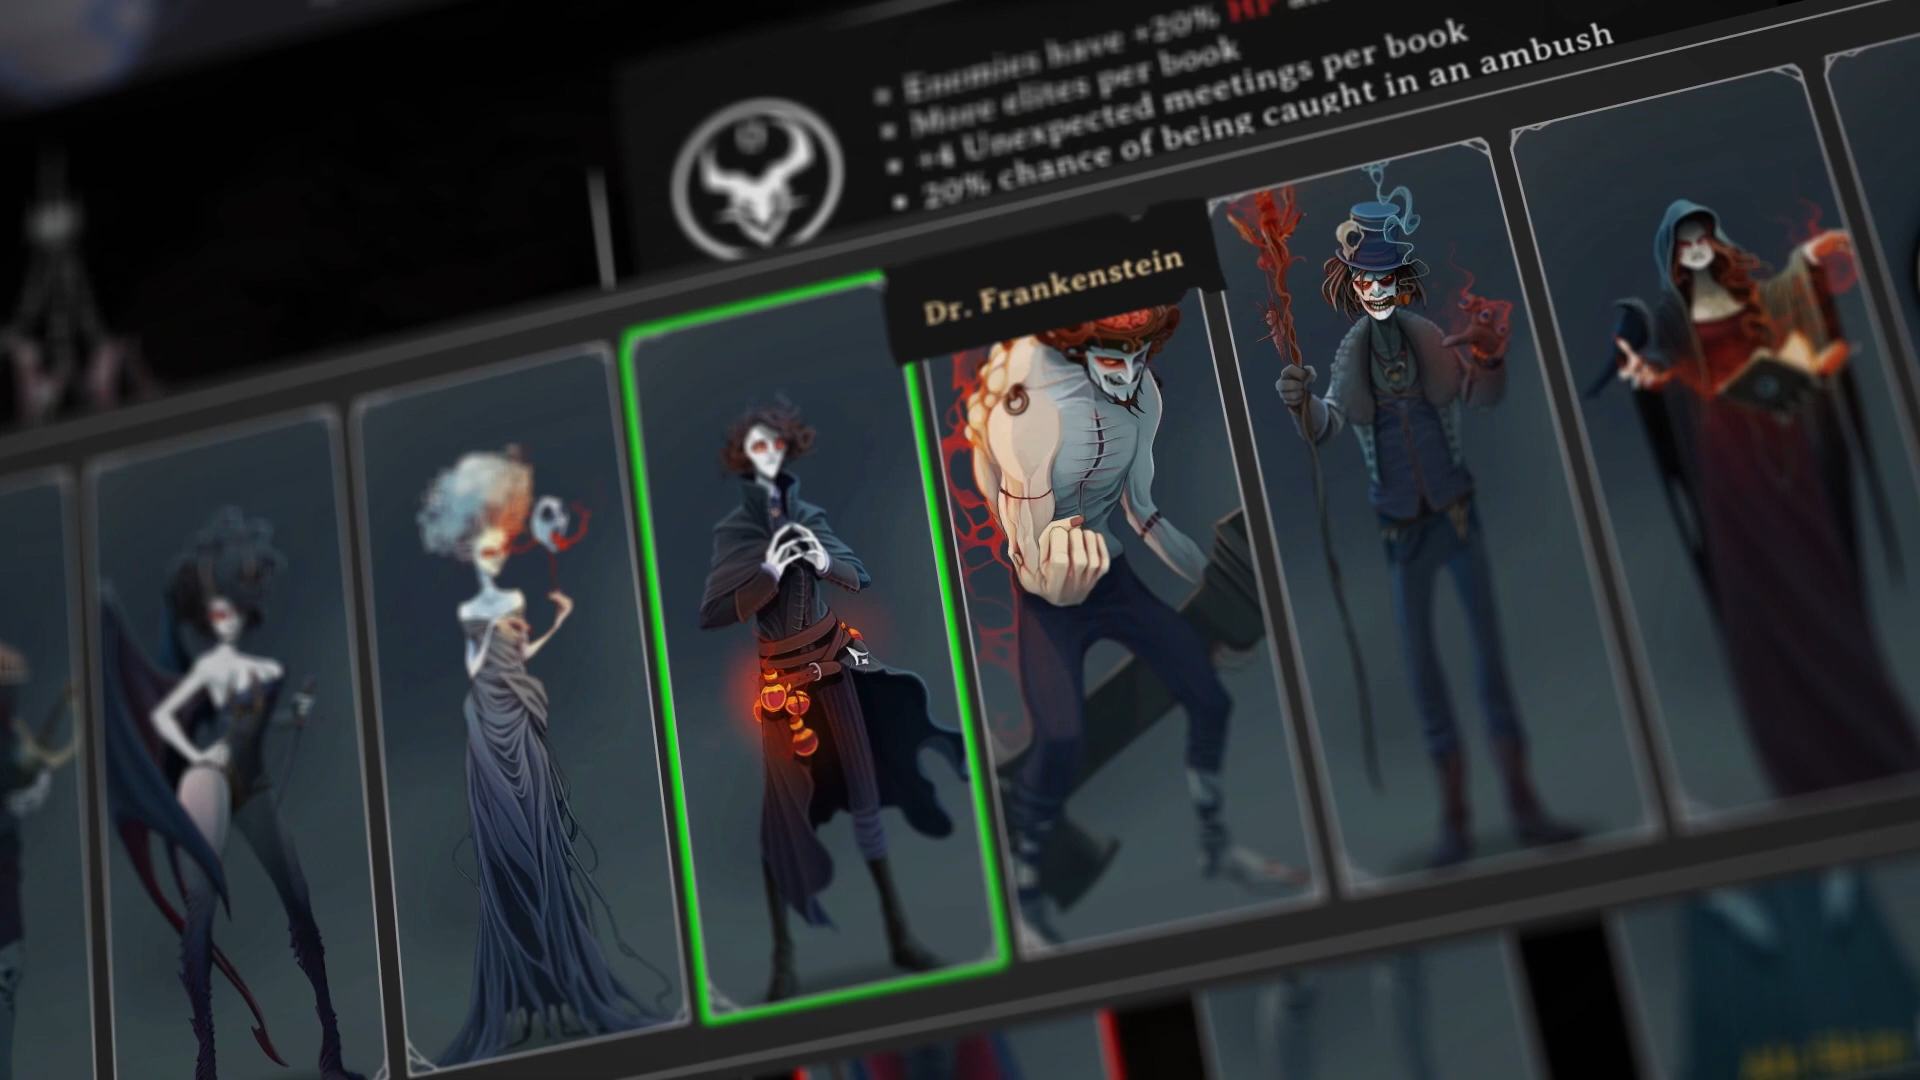 ▪ Enemies have +20% HP
▪ More elites per book
▪ +4 Unexpected meetings per book
▪ 20% chance of being caught in an ambush
Dr. Frankenstein